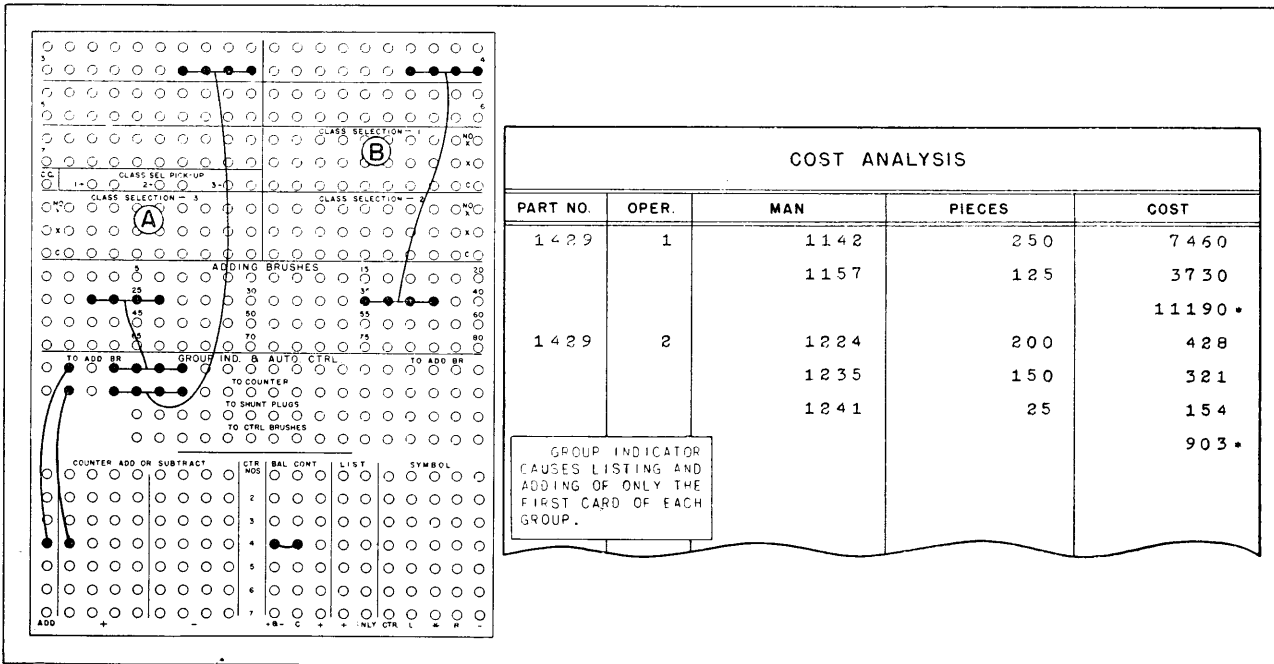 3
4
5
6
CLASS SELECTION - 1
NO X
7
B
X
C.C.
CLASS SEL PICK-UP
1- 2- 3-
C
NO X
CLASS SELECTION - 3
CLASS SELECTION - 2
NO X
A
X
X
C
C
5 ADDING BRUSHES 15 20
25 30 35 40
45 50 55 60
65 70 75 80
TO ADD BR GROUP IND. & AUTO CTRL TO ADD BR
TO COUNTER
TO SHUNT PLUGS
TO CTRL BRUSHES
COUNTER ADD OR SUBTRACT CTR NOS BAL CONT LIST SYMBOL
2
3
4
5
6
7
ADD + - +B- C + + NLY CTR L * R -
COST ANALYSIS
PART NO. OPER. MAN PIECES COST
1429 1 1142 250 7460
1157 125 3730
11190*
1429 2 1224 200 428
1235 150 321
1241 25 154
903*
GROUP INDICATOR
CAUSES LISTING AND
ADDING OF ONLY THE
FIRST CARD OF EACH
GROUP.